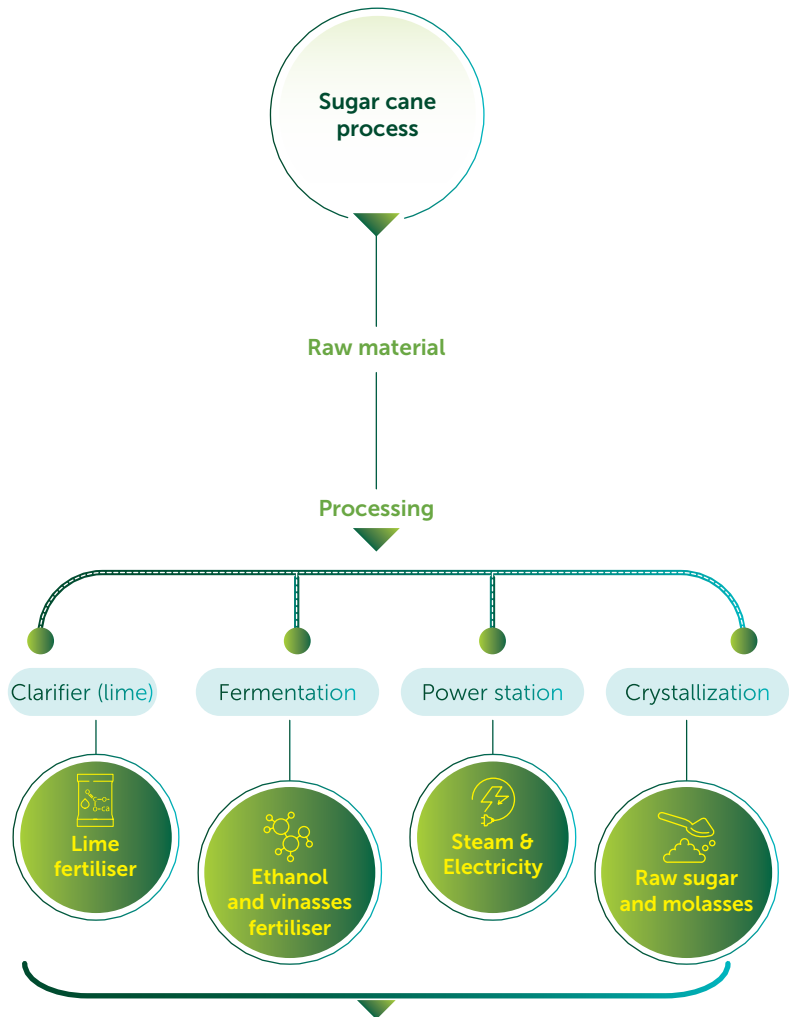 Sugar cane
process
Raw material
Processing
Clarifier (lime)
Fermentation
Power station
Crystallization
Lime
fertiliser
Ethanol
and vinasses
fertiliser
Steam &
Electricity
Raw sugar
and molasses